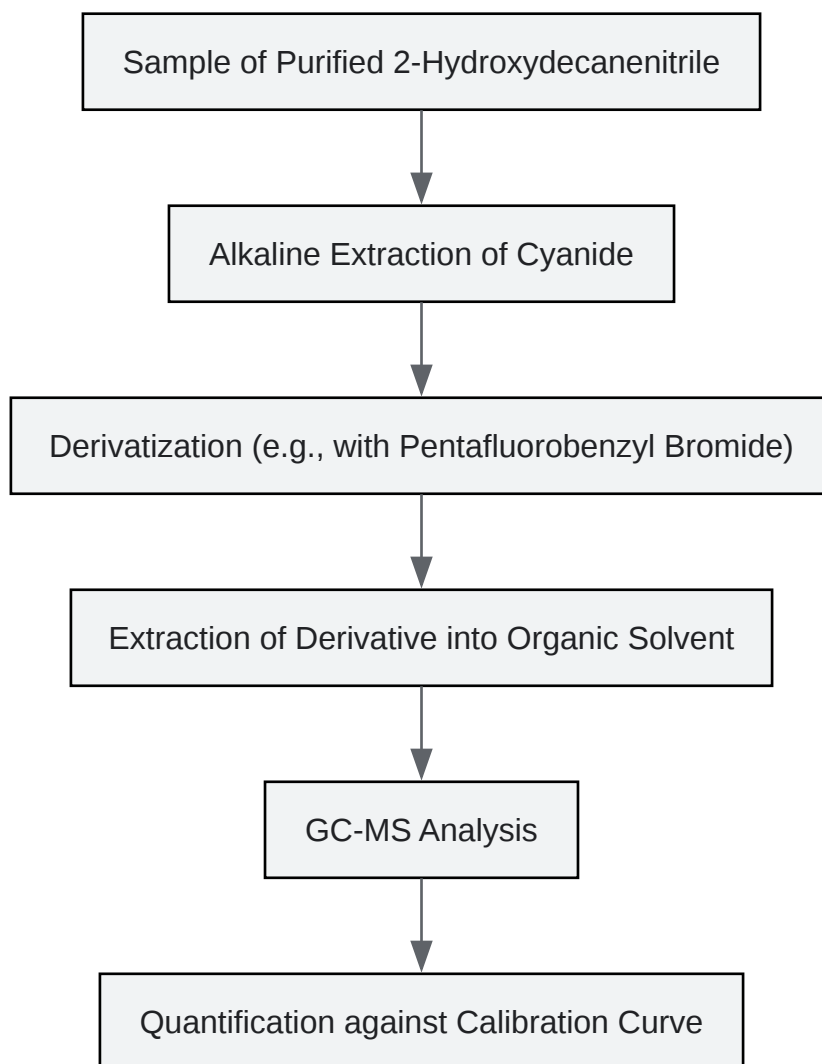 Sample of Purified 2-Hydroxydecanenitrile
Alkaline Extraction of Cyanide
Derivatization (e.g., with Pentafluorobenzyl Bromide)
Extraction of Derivative into Organic Solvent
GC-MS Analysis
Quantification against Calibration Curve